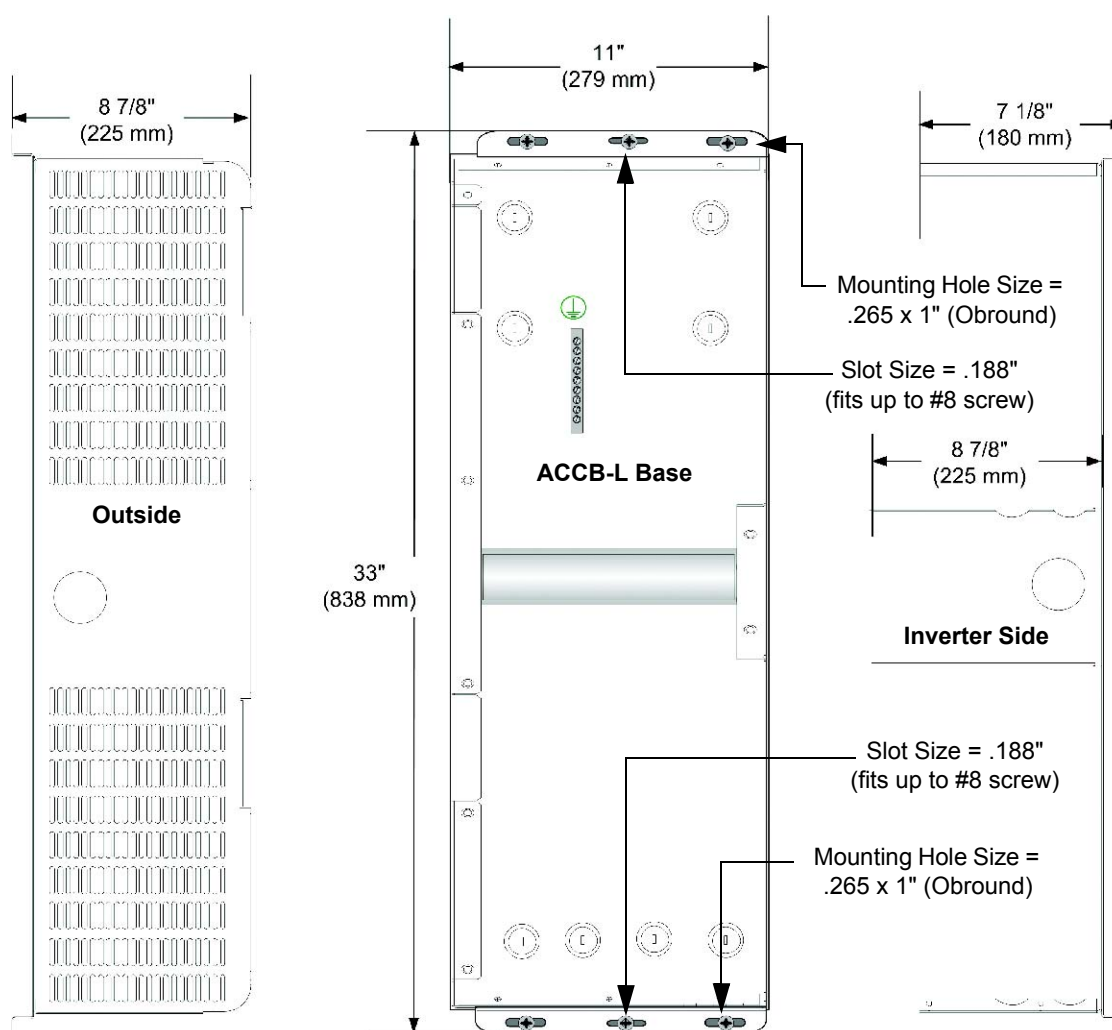 8 7/8"
(225 mm)
11"
(279 mm)
7 1/8"
(180 mm)
Mounting Hole Size =
.265 x 1" (Obround)
Slot Size = .188"
(fits up to #8 screw)
8 7/8"
(225 mm)
ACCB-L Base
Outside
33"
(838 mm)
Inverter Side
Slot Size = .188"
(fits up to #8 screw)
Mounting Hole Size =
.265 x 1" (Obround)